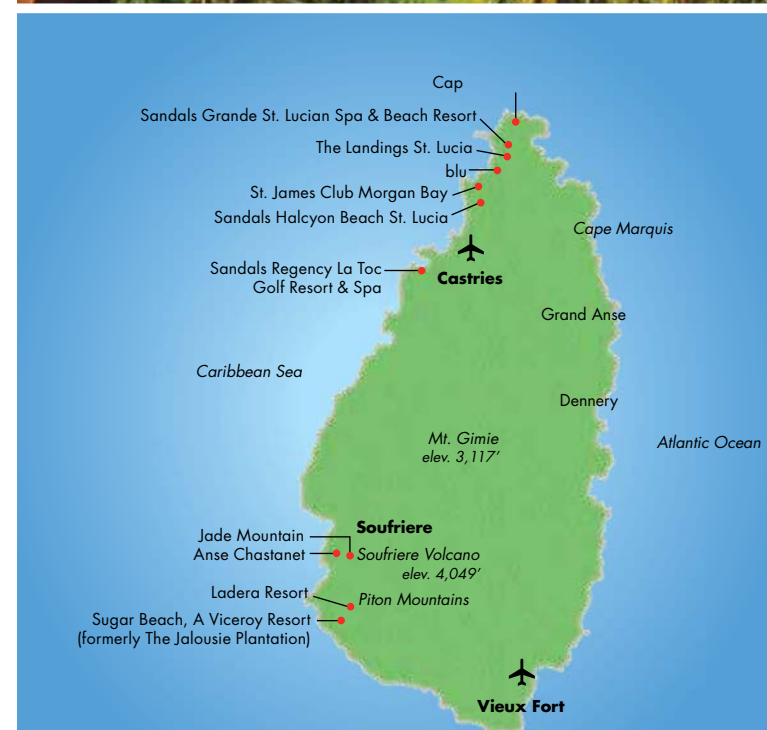 Cap
Sandals Grande St. Lucian Spa & Beach Resort
The Landings St. Lucia
blu
St. James Club Morgan Bay
Sandals Halcyon Beach St. Lucia
Cape Marquis
Sandals Regency La Toc
Golf Resort & Spa
Castries
Grand Anse
Caribbean Sea
Dennery
Mt. Gimie
elev. 3,117’
Atlantic Ocean
Soufriere
Jade Mountain
Anse Chastanet
Soufriere Volcano
elev. 4,049’
Ladera Resort
Piton Mountains
Sugar Beach, A Viceroy Resort
(formerly The Jalousie Plantation)
Vieux Fort